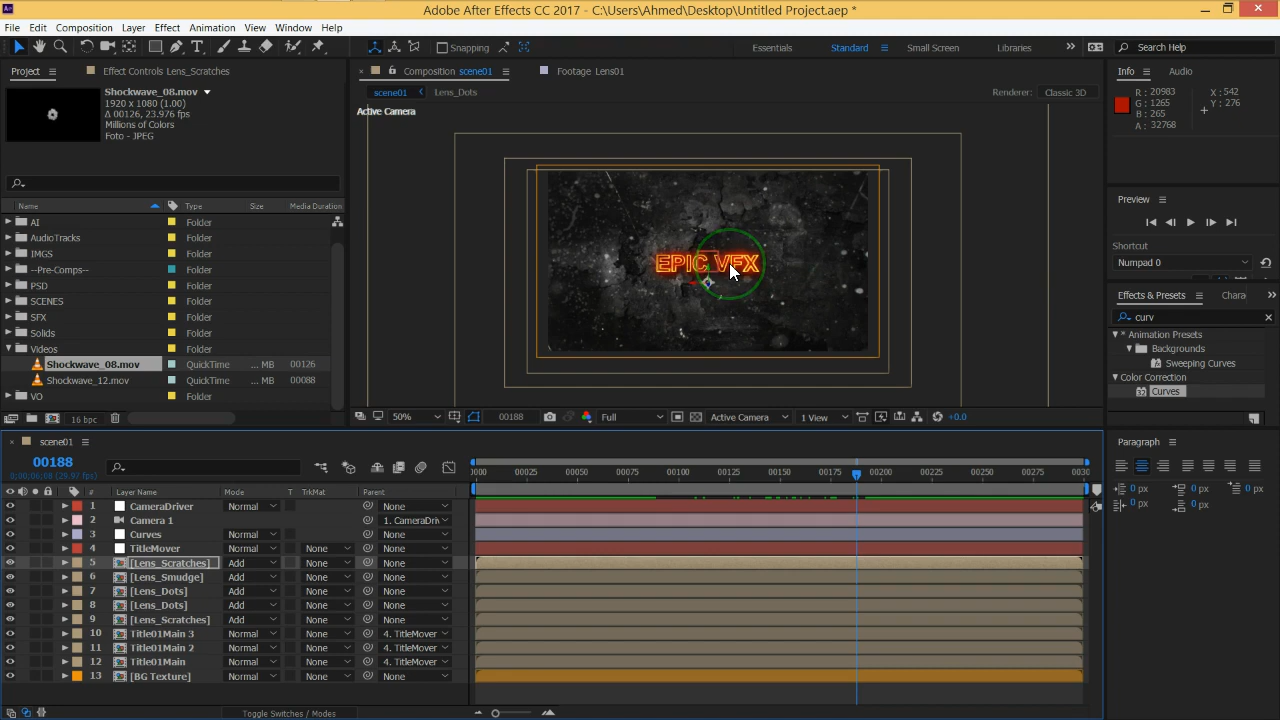 Adobe After Effects CC 2017 - C:\Users\Ahmed\Desktop\Untitled Project.aep *
File Edit Composition Layer Effect Animation View Window Help
Snapping Essentials Standard Small Screen Libraries Search Help
Project Effect Controls Lens_Scratches
Composition scene01 Footage Lens01
Info Audio
Shockwave_08.mov
1920 x 1080 (1.00)
Δ 00126, 23.976 fps
Millions of Colors
Foto - JPEG
scene01 Lens_Dots Renderer: Classic 3D
Active Camera
R : 20983
G : 1265
B : 265
A : 32768
X : 542
Y : 276
Name Type Size Media Duration
AI Folder
AudioTracks Folder
IMGS Folder
--Pre-Comps-- Folder
PSD Folder
SCENES Folder
SFX Folder
Solids Folder
Videos Folder
Shockwave_08.mov QuickTime ... MB 00126
Shockwave_12.mov QuickTime ... MB 00088
VO Folder
16 bpc
EPIC VFX
50% 00188 Full Active Camera 1 View +0.0
Preview
Shortcut
Numpad 0
Effects & Presets Chara
curv
* Animation Presets
Backgrounds
Sweeping Curves
Color Correction
32 Curves
Paragraph
0 px 0 px 0 px
0 px 0 px
scene01
00188
0;00;06;08 (29.97 fps)
0000 00025 00050 00075 00100 00125 00150 00175 00200 00225 00250 00275 0030
# Layer Name Mode T TrkMat Parent
1 CameraDriver Normal None
2 Camera 1 1. CameraDriv
3 Curves Normal None
4 TitleMover Normal None None
5 [Lens_Scratches] Add None None
6 [Lens_Smudge] Add None None
7 [Lens_Dots] Add None None
8 [Lens_Dots] Add None None
9 [Lens_Scratches] Add None None
10 Title01Main 3 Normal None 4. TitleMover
11 Title01Main 2 Normal None 4. TitleMover
12 Title01Main Normal None 4. TitleMover
13 [BG Texture] Normal None None
Toggle Switches / Modes